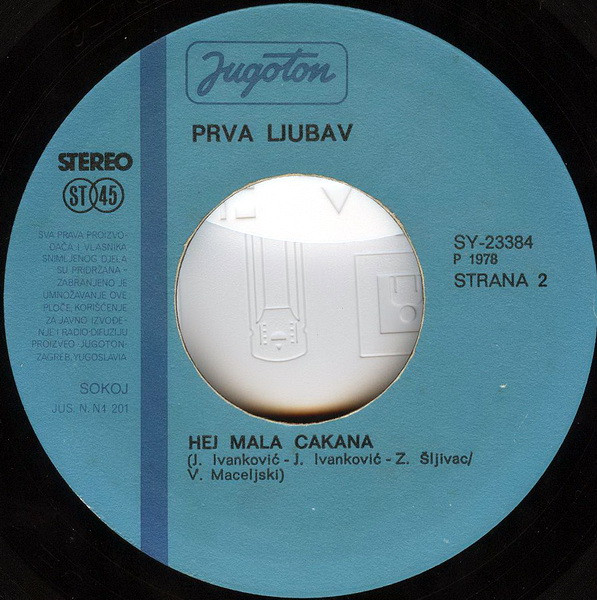 Jugoton
PRVA LJUBAV
STEREO
ST 45
SVA PRAVA PROIZVO-
ĐAČA I VLASNIKA
SNIMLJENOG DJELA
SU PRIDRŽANA -
ZABRANJENO JE
UMNOŽAVANJE OVE
PLOČE, KORIŠĆENJE
ZA JAVNO IZVOĐE-
NJE I RADIO-DIFUZIJU
PROIZVEO-JUGOTON-
ZAGREB, YUGOSLAVIA
SOKOJ
JUS. N. N4 201
SY-23384
P 1978
STRANA 2
HEJ MALA CAKANA
(J. Ivanković - J. Ivanković - Z. Šljivac/
V. Maceljski)